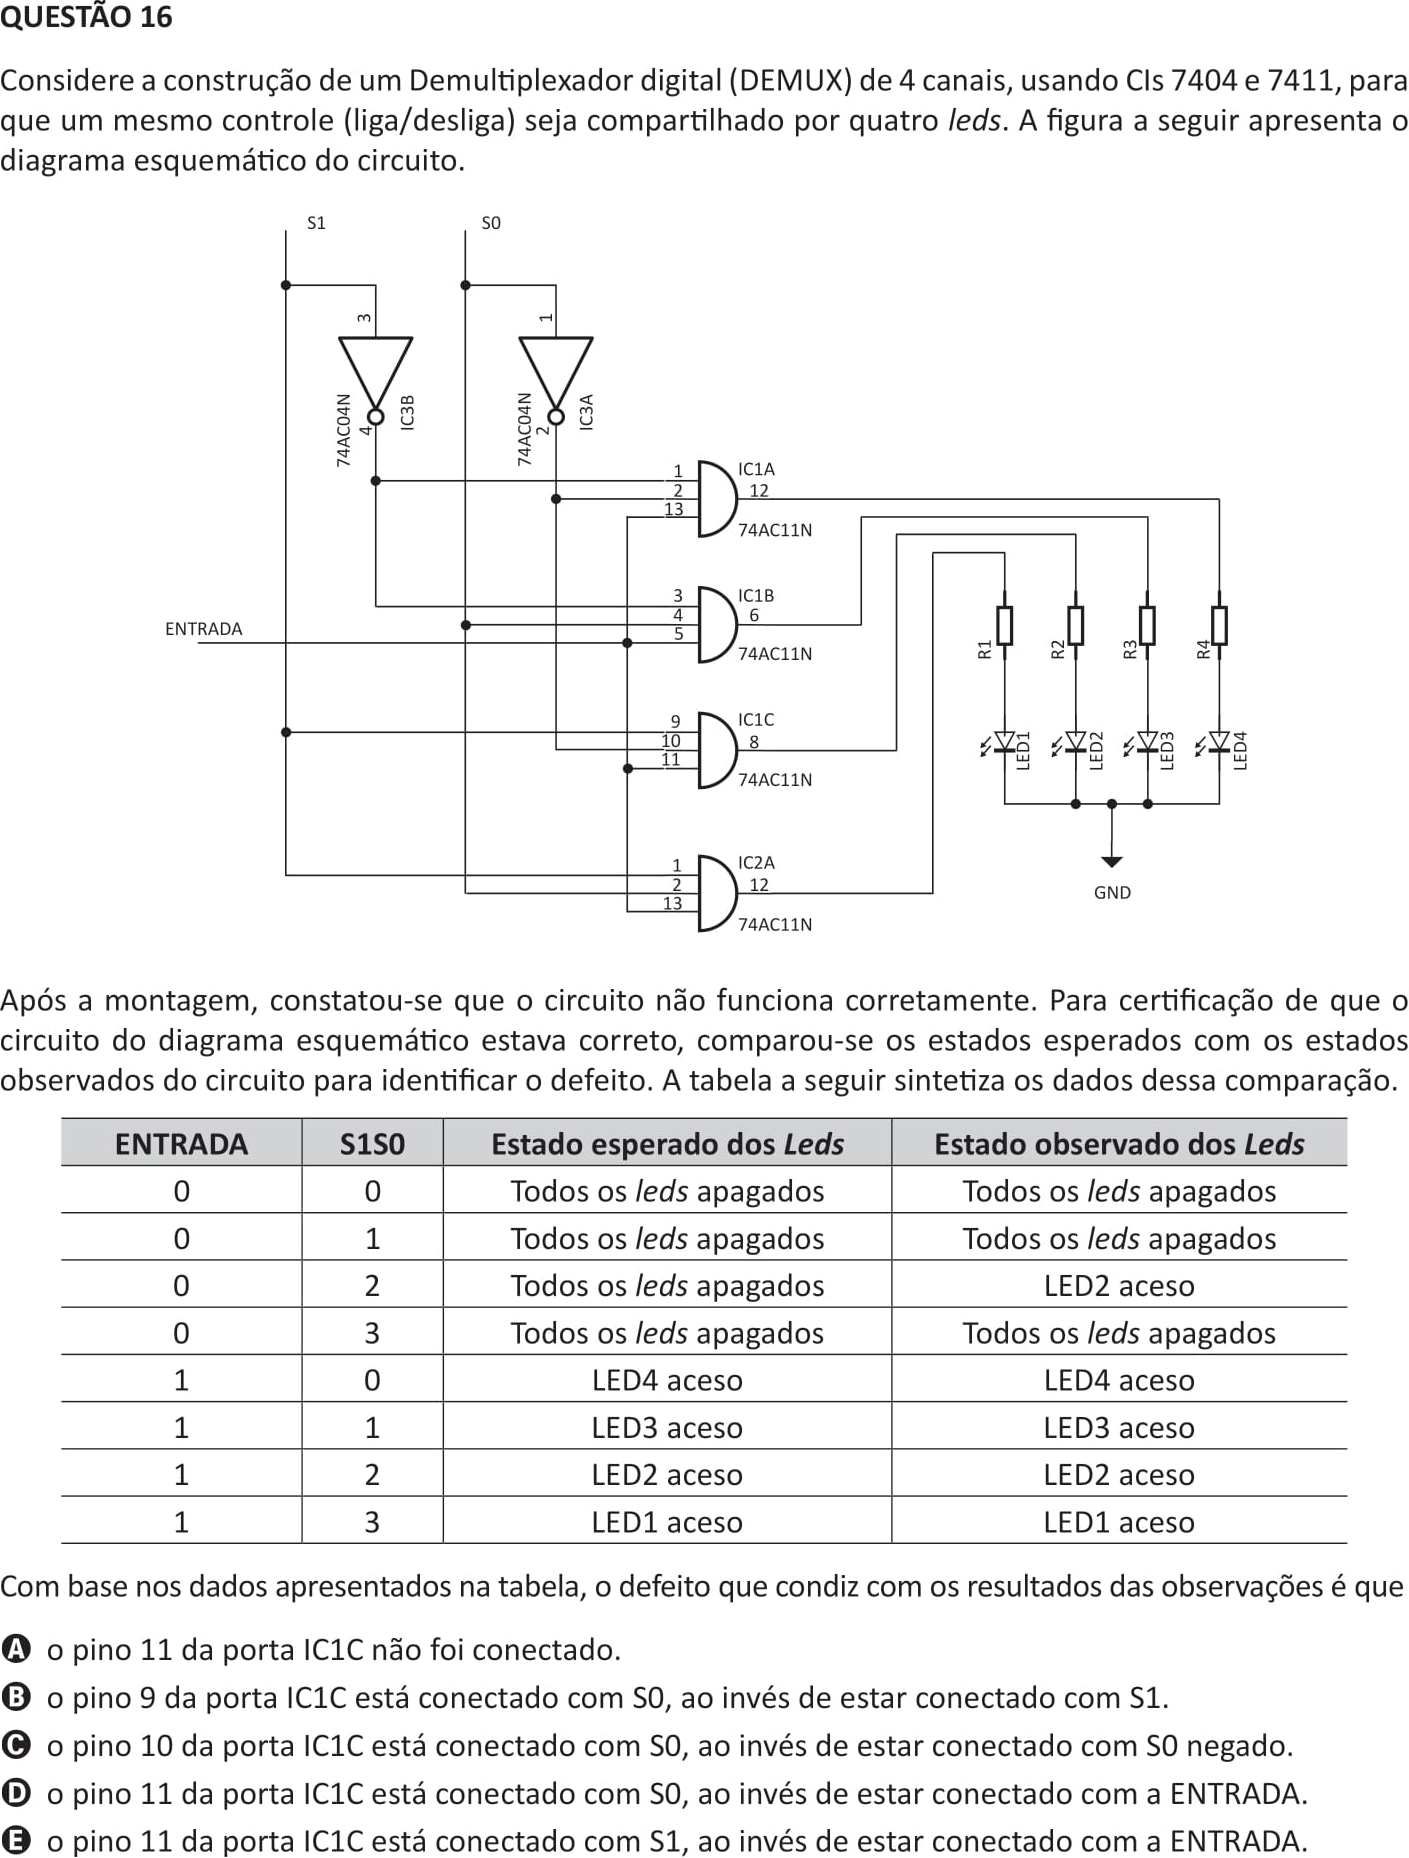 QUESTÃO 16
Considere a construção de um Demultiplexador digital (DEMUX) de 4 canais, usando CIs 7404 e 7411, para
que um mesmo controle (liga/desliga) seja compartilhado por quatro leds. A figura a seguir apresenta o
diagrama esquemático do circuito.
S1 S0
3 1
74AC04N 4 IC3B 74AC04N 2 IC3A
1 IC1A
2 12
13
74AC11N
3 IC1B
4 6
5
74AC11N
ENTRADA
R1 R2 R3 R4
9 IC1C
10 8
11
74AC11N
LED1 LED2 LED3 LED4
1 IC2A
2 12
13
74AC11N
GND
Após a montagem, constatou-se que o circuito não funciona corretamente. Para certificação de que o
circuito do diagrama esquemático estava correto, comparou-se os estados esperados com os estados
observados do circuito para identificar o defeito. A tabela a seguir sintetiza os dados dessa comparação.
ENTRADA S1S0 Estado esperado dos Leds Estado observado dos Leds
0 0 Todos os leds apagados Todos os leds apagados
0 1 Todos os leds apagados Todos os leds apagados
0 2 Todos os leds apagados LED2 aceso
0 3 Todos os leds apagados Todos os leds apagados
1 0 LED4 aceso LED4 aceso
1 1 LED3 aceso LED3 aceso
1 2 LED2 aceso LED2 aceso
1 3 LED1 aceso LED1 aceso
Com base nos dados apresentados na tabela, o defeito que condiz com os resultados das observações é que
A o pino 11 da porta IC1C não foi conectado.
B o pino 9 da porta IC1C está conectado com S0, ao invés de estar conectado com S1.
C o pino 10 da porta IC1C está conectado com S0, ao invés de estar conectado com S0 negado.
D o pino 11 da porta IC1C está conectado com S0, ao invés de estar conectado com a ENTRADA.
E o pino 11 da porta IC1C está conectado com S1, ao invés de estar conectado com a ENTRADA.